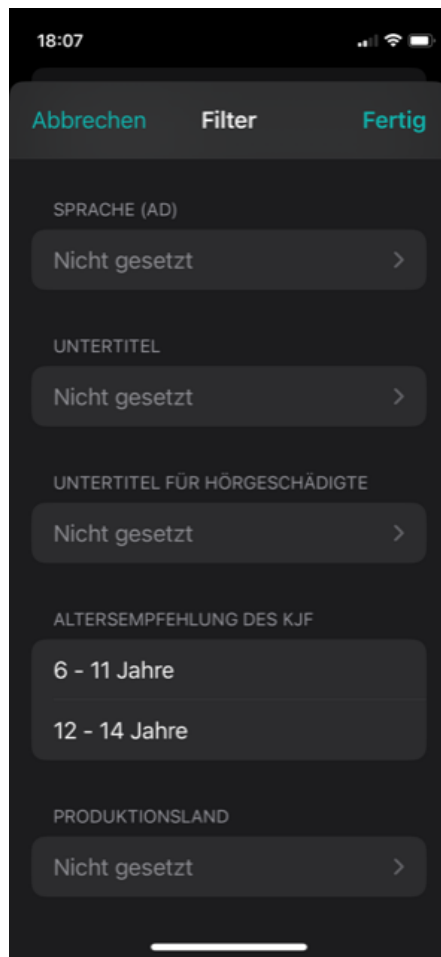 18:07
Abbrechen Filter Fertig
SPRACHE (AD)
Nicht gesetzt
UNTERTITEL
Nicht gesetzt
UNTERTITEL FÜR HÖRGESCHÄDIGTE
Nicht gesetzt
ALTERSEMPFEHLUNG DES KJF
6 - 11 Jahre
12 - 14 Jahre
PRODUKTIONSLAND
Nicht gesetzt